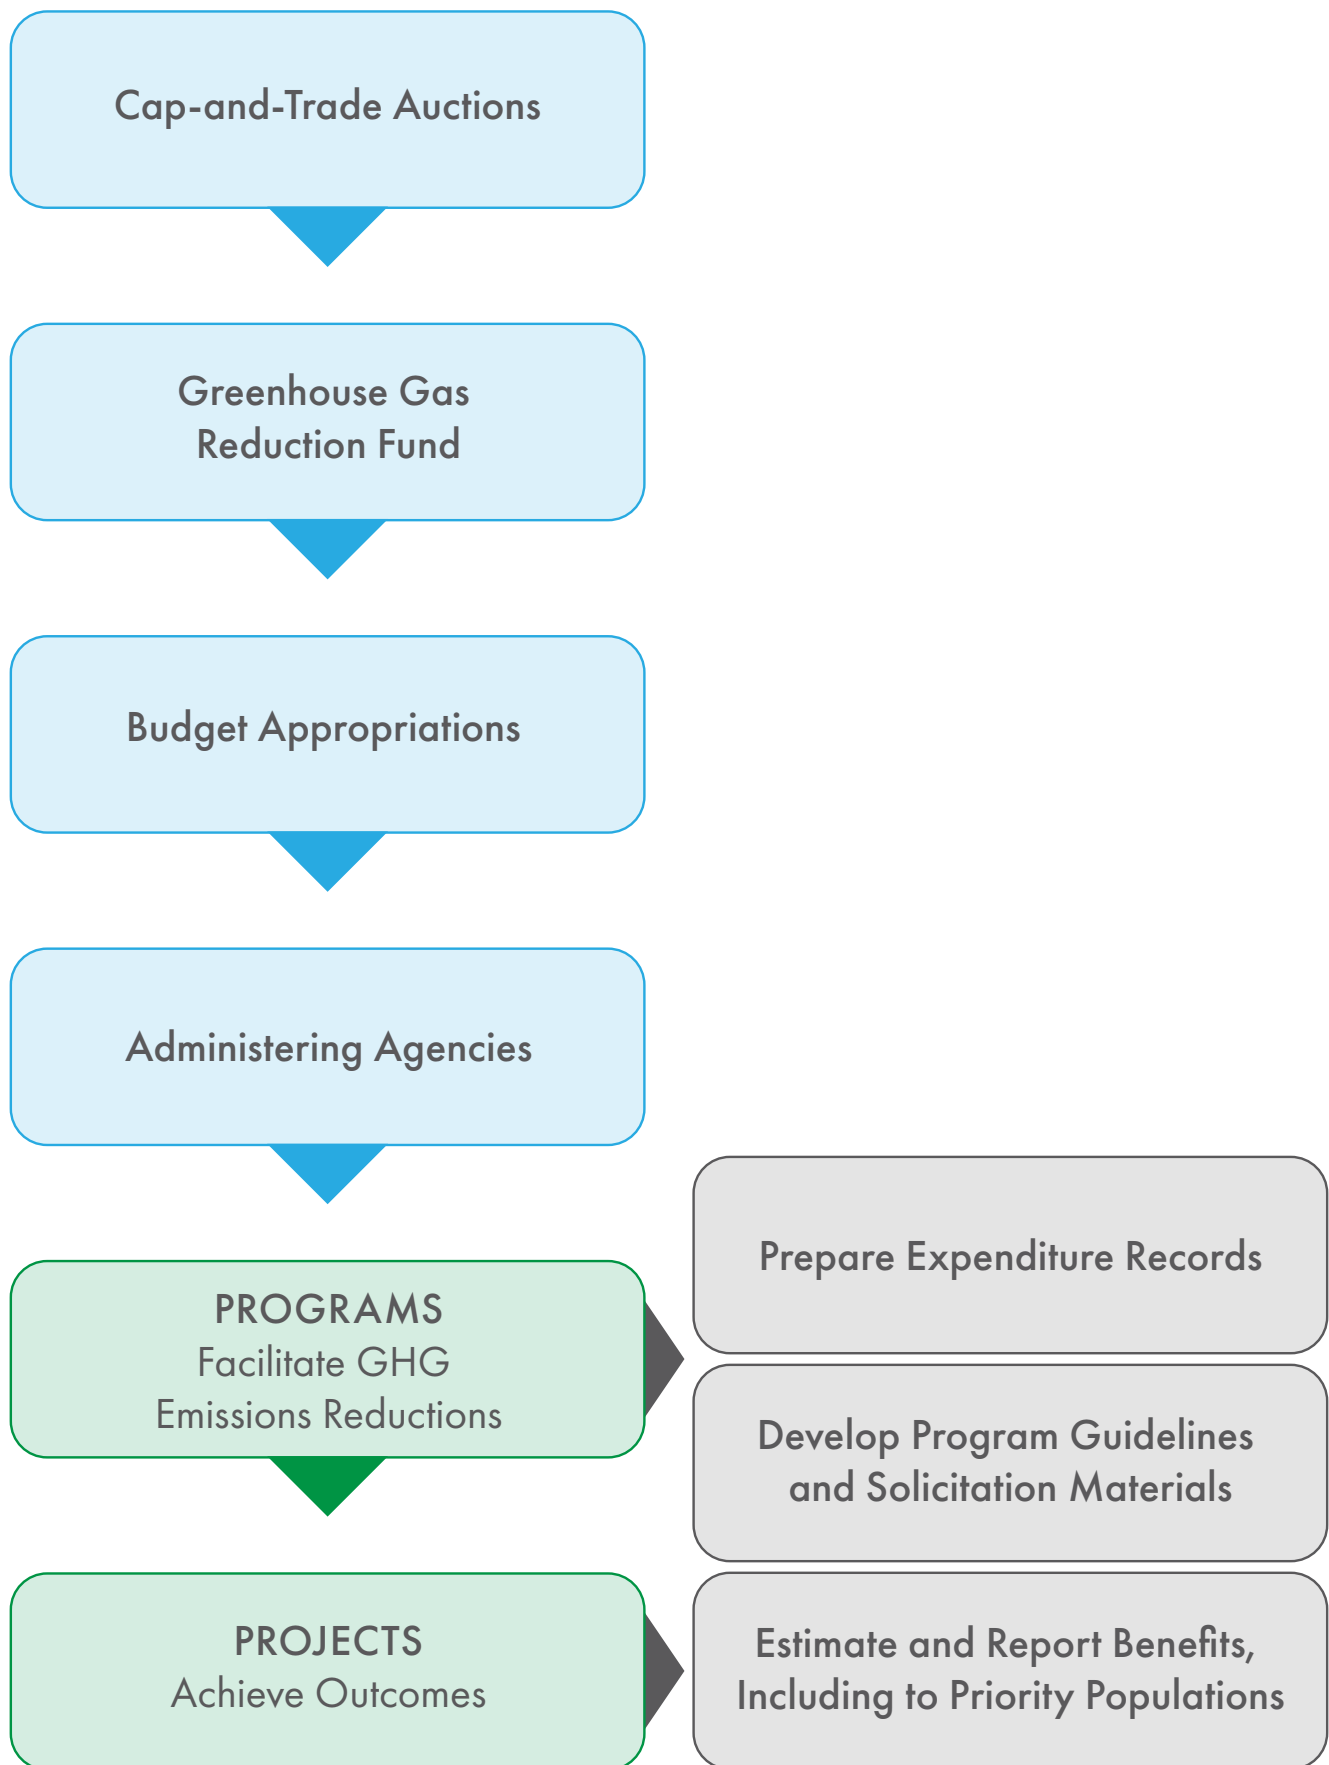 Cap-and-Trade Auctions
Greenhouse Gas
Reduction Fund
Budget Appropriations
Administering Agencies
PROGRAMS
Facilitate GHG
Emissions Reductions
Prepare Expenditure Records
Develop Program Guidelines
and Solicitation Materials
PROJECTS
Achieve Outcomes
Estimate and Report Benefits,
Including to Priority Populations